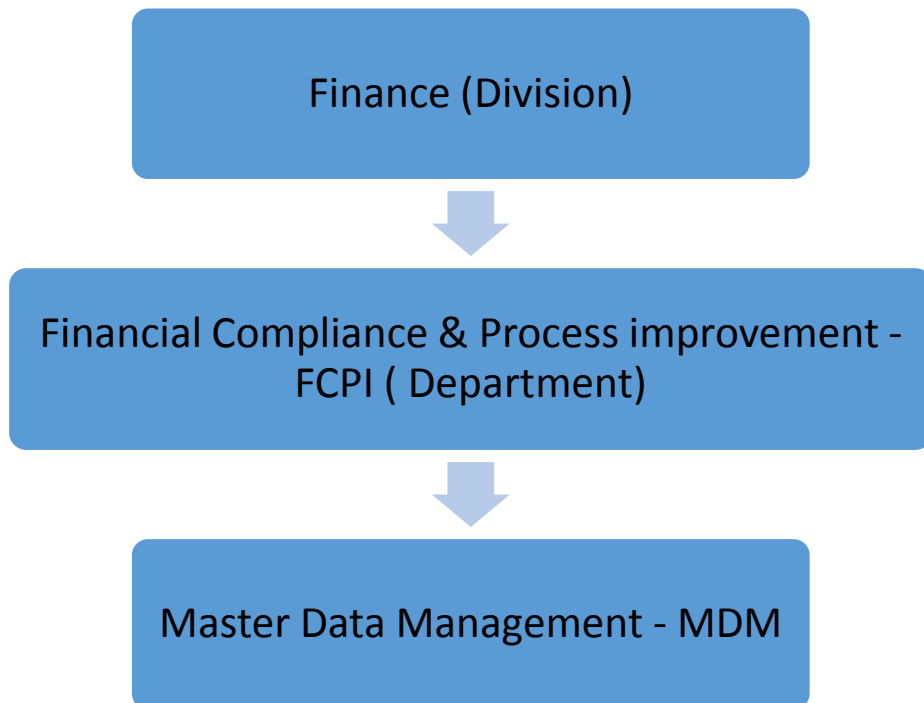 Finance (Division)
Financial Compliance & Process improvement -
FCPI ( Department)
Master Data Management - MDM